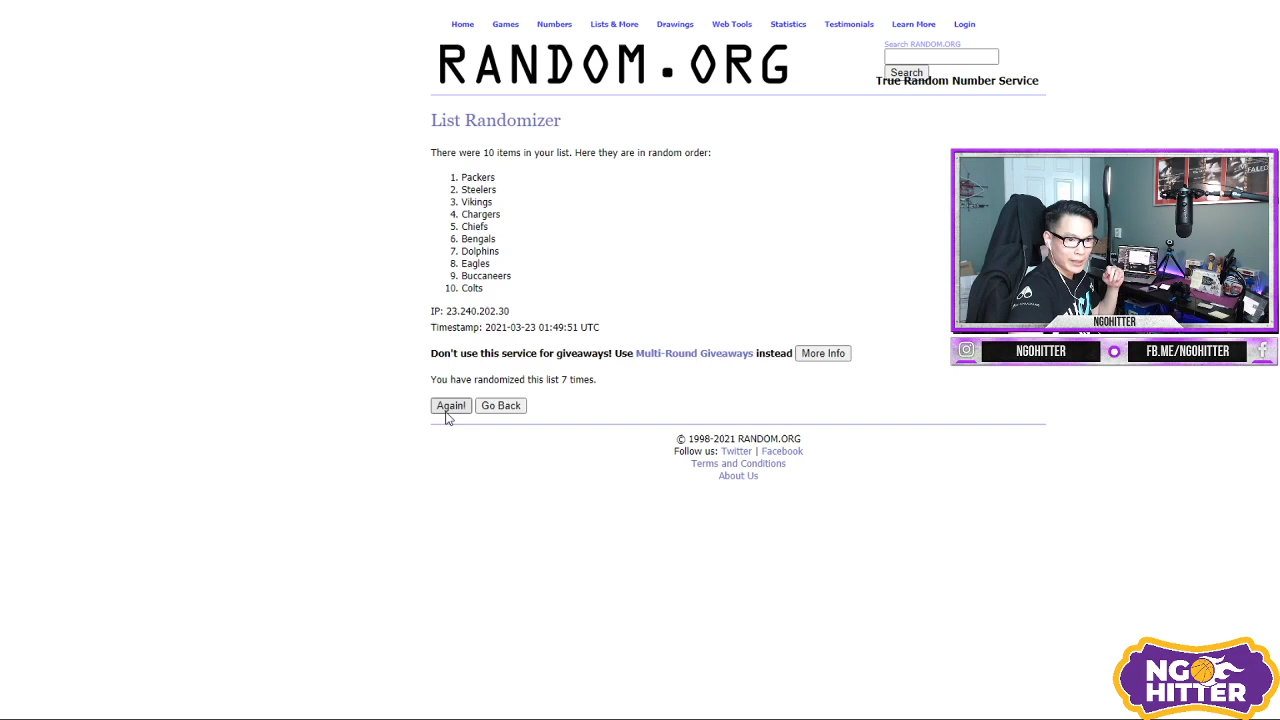 Home Games Numbers Lists & More Drawings Web Tools Statistics Testimonials Learn More Login
RANDOM.ORG
Search RANDOM.ORG
Search
True Random Number Service
List Randomizer
There were 10 items in your list. Here they are in random order:
1. Packers
2. Steelers
3. Vikings
4. Chargers
5. Chiefs
6. Bengals
7. Dolphins
8. Eagles
9. Buccaneers
10. Colts
IP: 23.240.202.30
Timestamp: 2021-03-23 01:49:51 UTC
Don't use this service for giveaways! Use Multi-Round Giveaways instead More Info
You have randomized this list 7 times.
Again! Go Back
© 1998-2021 RANDOM.ORG
Follow us: Twitter | Facebook
Terms and Conditions
About Us
FAILED
NGOHITTER
NGOHITTER FB.ME/NGOHITTER
NGO
HITTER